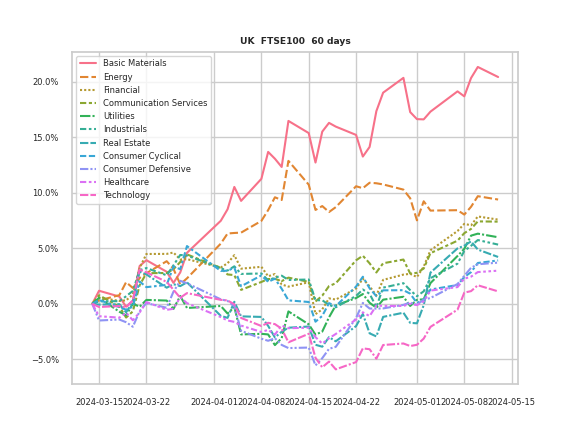 UK FTSE100 60 days
Basic Materials
Energy
Financial
Communication Services
Utilities
Industrials
Real Estate
Consumer Cyclical
Consumer Defensive
Healthcare
Technology
20.0%
15.0%
10.0%
5.0%
0.0%
−5.0%
2024-03-15 2024-03-22 2024-04-01 2024-04-08 2024-04-15 2024-04-22 2024-05-01 2024-05-08 2024-05-15